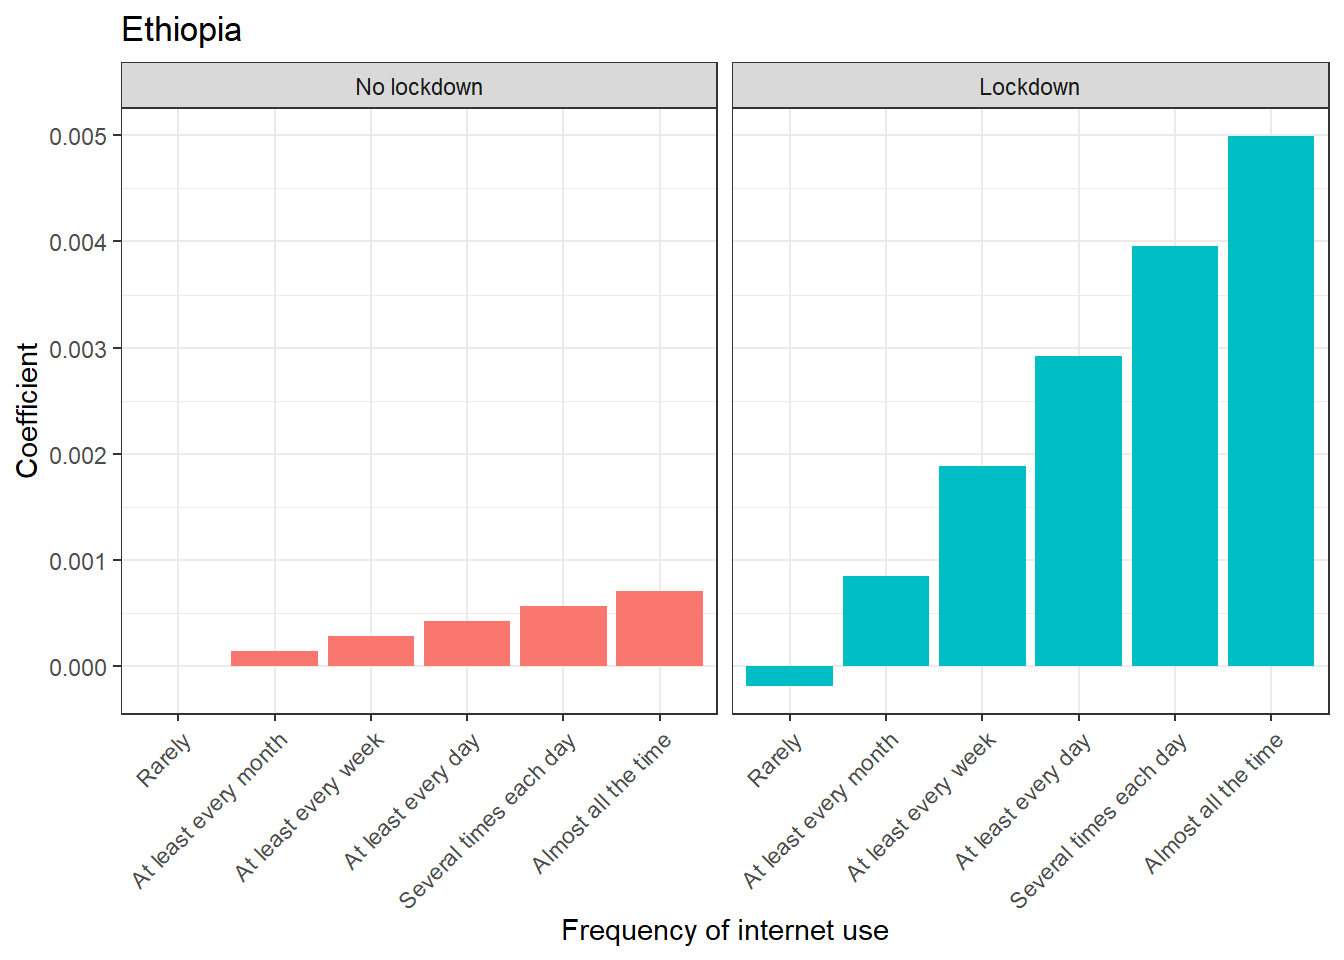 Ethiopia
No lockdown
Lockdown
Coefficient
0.005
0.004
0.003
0.002
0.001
0.000
Rarely
At least every month
At least every week
At least every day
Several times each day
Almost all the time
Rarely
At least every month
At least every week
At least every day
Several times each day
Almost all the time
Frequency of internet use